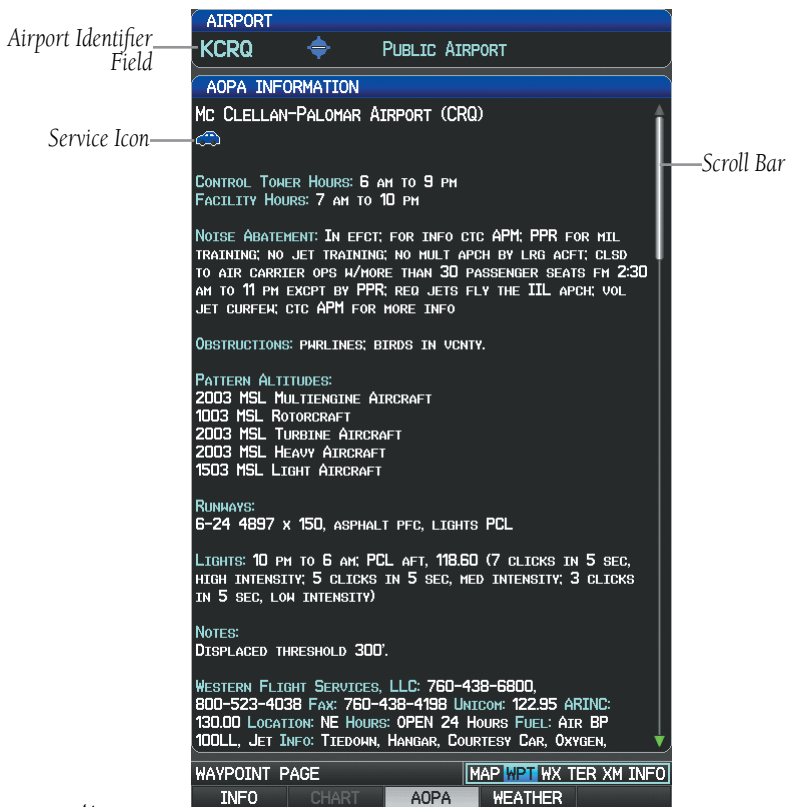 AIRPORT
Airport Identifier Field
KCRQ PUBLIC AIRPORT
AOPA INFORMATION
MC CLELLAN-PALOMAR AIRPORT (CRQ)
Service Icon
Scroll Bar
CONTROL TOWER HOURS: 6 AM TO 9 PM
FACILITY HOURS: 7 AM TO 10 PM
NOISE ABATEMENT: IN EFCT; FOR INFO CTC APM; PPR FOR MIL
TRAINING; NO JET TRAINING; NO MULT APCH BY LRG ACFT; CLSD
TO AIR CARRIER OPS W/MORE THAN 30 PASSENGER SEATS FM 2:30
AM TO 11 PM EXCPT BY PPR; REQ JETS FLY THE IIL APCH; VOL
JET CURFEW; CTC APM FOR MORE INFO
OBSTRUCTIONS: PWRLINES; BIRDS IN VCNTY.
PATTERN ALTITUDES:
2003 MSL MULTIENGINE AIRCRAFT
1003 MSL ROTORCRAFT
2003 MSL TURBINE AIRCRAFT
2003 MSL HEAVY AIRCRAFT
1503 MSL LIGHT AIRCRAFT
RUNWAYS:
6-24 4897 X 150, ASPHALT PFC, LIGHTS PCL
LIGHTS: 10 PM TO 6 AM; PCL AFT, 118.60 (7 CLICKS IN 5 SEC,
HIGH INTENSITY; 5 CLICKS IN 5 SEC, MED INTENSITY; 3 CLICKS
IN 5 SEC, LOW INTENSITY)
NOTES:
DISPLACED THRESHOLD 300'.
WESTERN FLIGHT SERVICES, LLC: 760-438-6800,
800-523-4038 FAX: 760-438-4198 UNICOM: 122.95 ARINC:
130.00 LOCATION: NE HOURS: OPEN 24 HOURS FUEL: AIR BP
100LL, JET INFO: TIEDOWN, HANGAR, COURTESY CAR, OXYGEN,
WAYPOINT PAGE MAP WPT WX TER XM INFO
INFO CHART AOPA WEATHER